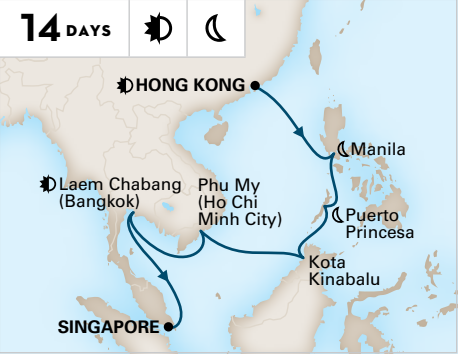 14 DAYS
HONG KONG
Manila
Laem Chabang
(Bangkok)
Phu My
(Ho Chi
Minh City)
Puerto
Princesa
Kota
Kinabalu
SINGAPORE